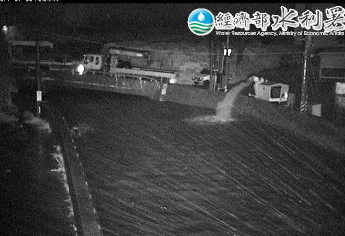 經濟部水利署
Water Resources Agency, Ministry of Economic Affairs